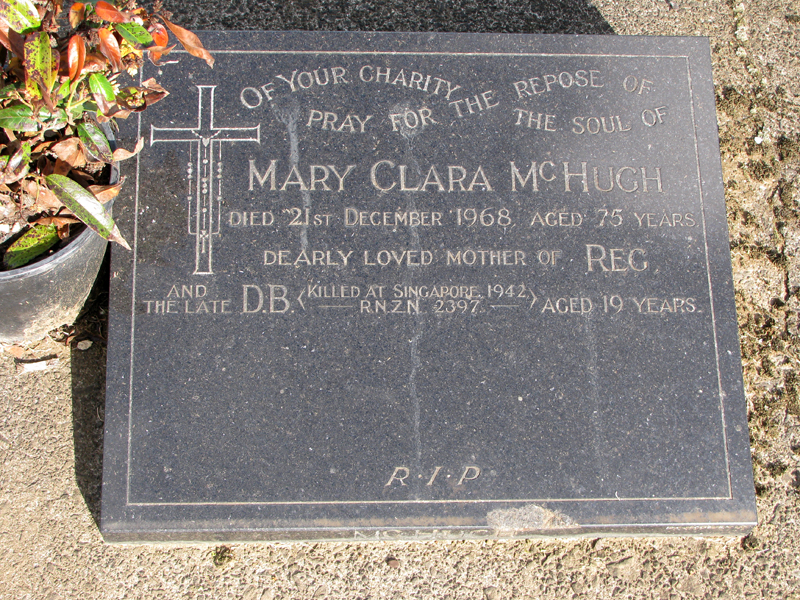 OF YOUR CHARITY
PRAY FOR THE REPOSE OF
THE SOUL OF
MARY CLARA McHUGH
DIED 21ST DECEMBER 1968 AGED 75 YEARS
DEARLY LOVED MOTHER OF REG
AND THE LATE D.B. (KILLED AT SINGAPORE, 1942
R.N.Z.N. 2397.) AGED 19 YEARS.
R·I·P